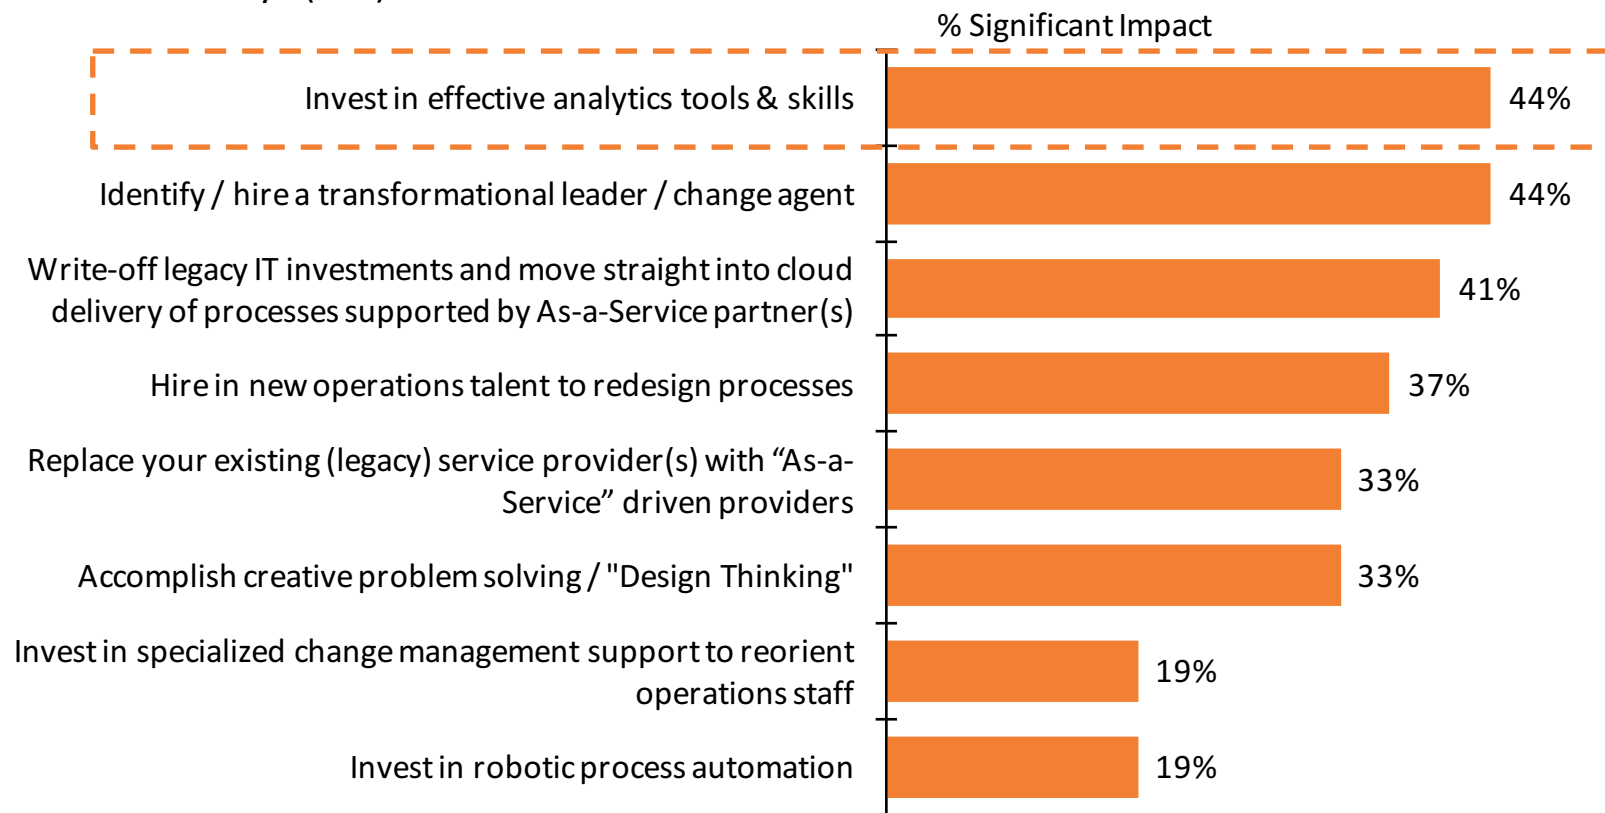 % Significant Impact
Invest in effective analytics tools & skills
44%
Identify / hire a transformational leader / change agent
44%
Write-off legacy IT investments and move straight into cloud
delivery of processes supported by As-a-Service partner(s)
41%
Hire in new operations talent to redesign processes
37%
Replace your existing (legacy) service provider(s) with “As-a-
Service” driven providers
33%
Accomplish creative problem solving / "Design Thinking"
33%
Invest in specialized change management support to reorient
operations staff
19%
Invest in robotic process automation
19%